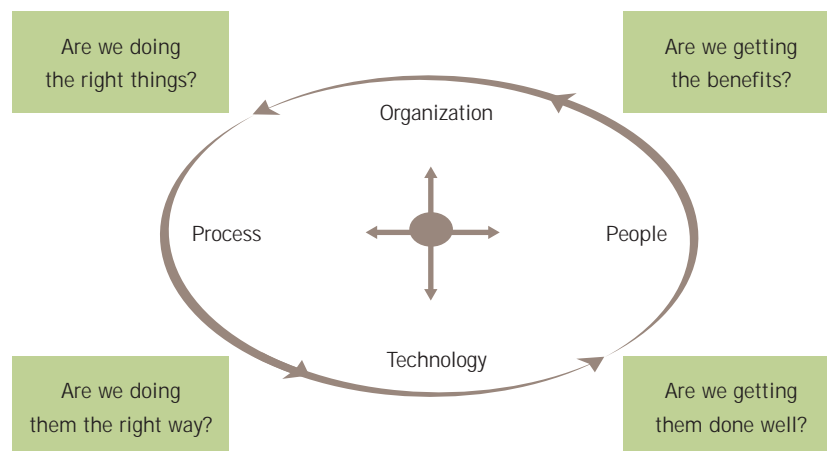 Are we doing
the right things?
Are we getting
the benefits?
Organization
Process
People
Technology
Are we doing
them the right way?
Are we getting
them done well?